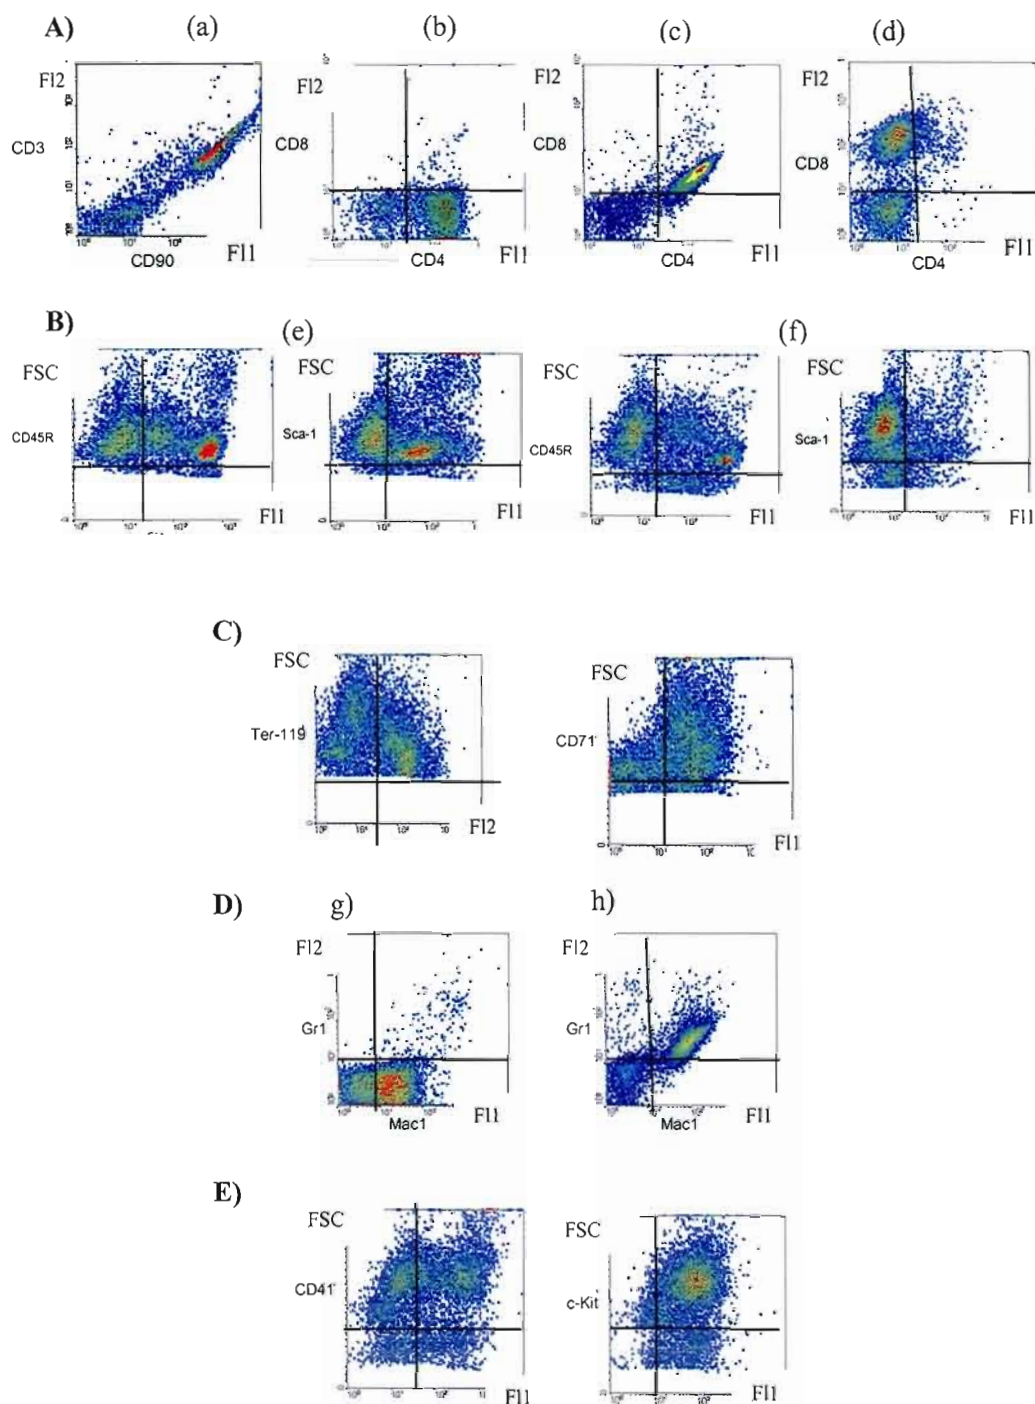 A) (a) (b) (c) (d)
Fl2 Fl2 Fl2 Fl2
CD3 CD8 CD8 CD8
CD90 Fl1 CD4 Fl1 CD4 Fl1 CD4 Fl1
B) (e) (f)
FSC FSC FSC FSC
CD45R Sca-1 CD45R Sca-1
Fl1 Fl1 Fl1 Fl1
C)
FSC FSC
Ter-119 CD71
Fl2 Fl1
D) g) h)
Fl2 Fl2
Gr1 Gr1
Mac1 Fl1 Mac1 Fl1
E)
FSC FSC
CD41 c-Kit
Fl1 Fl1